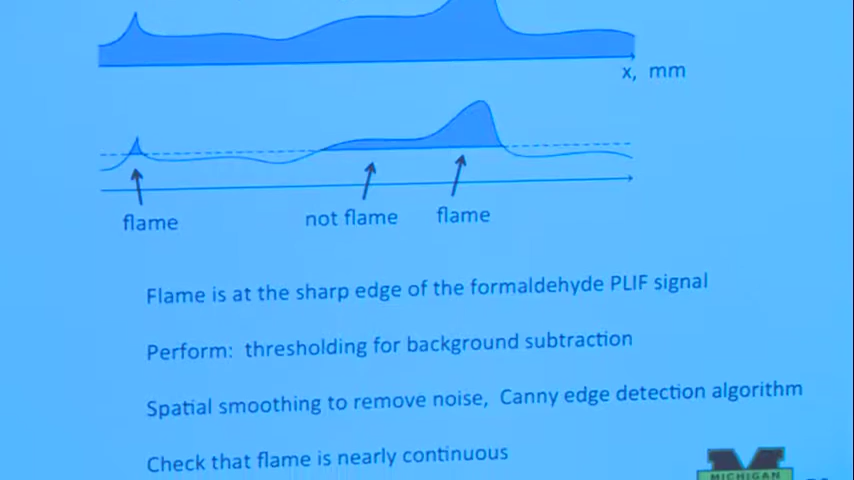 x, mm
flame
not flame
flame
Flame is at the sharp edge of the formaldehyde PLIF signal
Perform: thresholding for background subtraction
Spatial smoothing to remove noise, Canny edge detection algorithm
Check that flame is nearly continuous
MICHIGAN